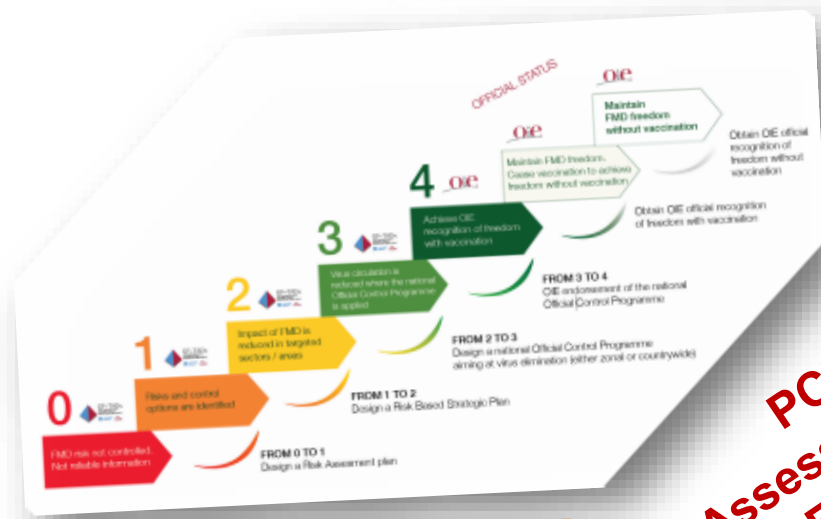 OFFICIAL STATUS
Oie
Maintain
FMD freedom
without vaccination
Obtain OIE official
recognition of
freedom without
vaccination
Oie
Maintain FMD freedom.
Cease vaccination to achieve
freedom without vaccination
Obtain OIE official recognition
of freedom with vaccination
4
Oie
Achieve OIE
recognition of freedom
with vaccination
FROM 3 TO 4
OIE endorsement of the national
Official Control Programme
3
Virus circulation is
reduced where the national
Official Control Programme
is applied
FROM 2 TO 3
Design a national Official Control Programme
aiming at virus elimination (either zonal or countrywide)
2
Impact of FMD is
reduced in targeted
sectors / areas
FROM 1 TO 2
Design a Risk Based Strategic Plan
1
Risks and control
options are identified
FROM 0 TO 1
Design a Risk Assesment plan
0
FMD risk not controlled.
Not reliable information
PC
Assess